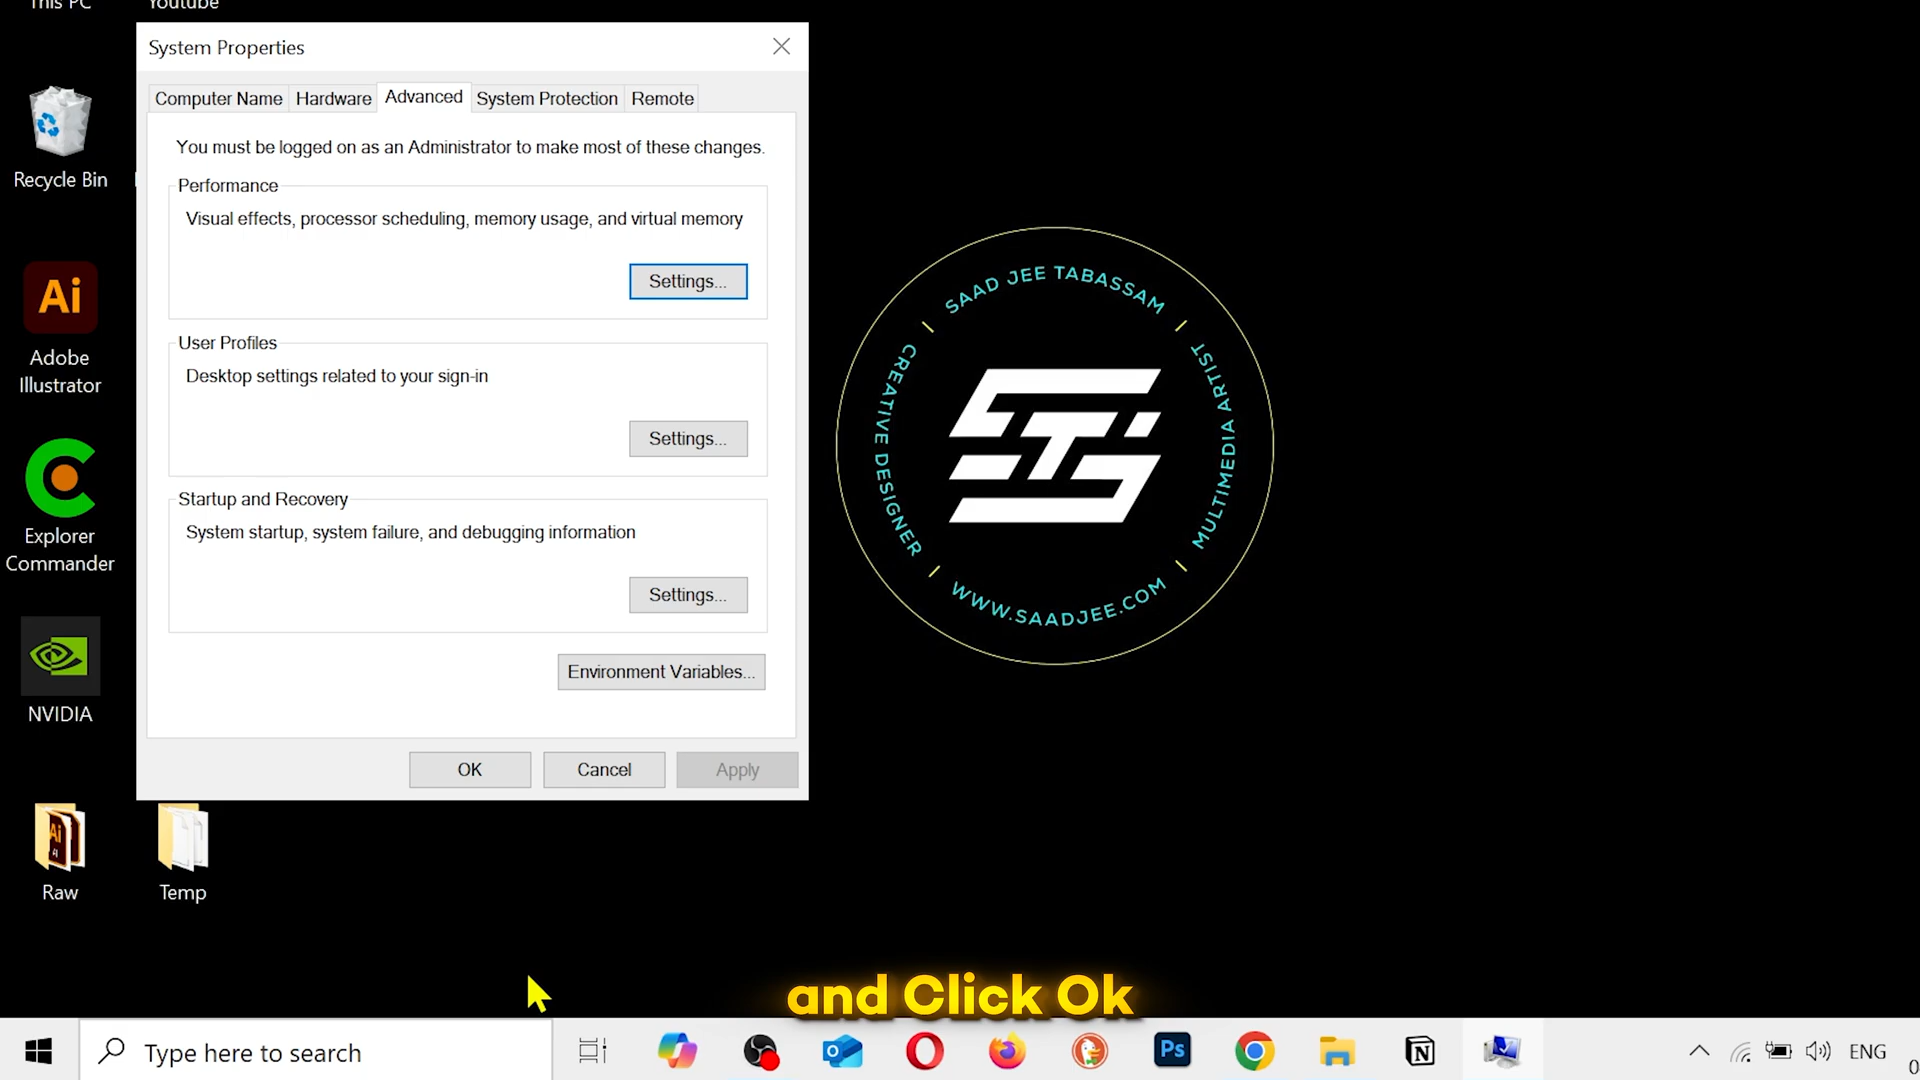 This PC
Youtube
System Properties
Computer Name
Hardware
Advanced
System Protection
Remote
You must be logged on as an Administrator to make most of these changes.
Performance
Visual effects, processor scheduling, memory usage, and virtual memory
Settings...
User Profiles
Desktop settings related to your sign-in
Settings...
Startup and Recovery
System startup, system failure, and debugging information
Settings...
Environment Variables...
OK
Cancel
Apply
Recycle Bin
Ai
Adobe
Illustrator
Explorer
Commander
NVIDIA
Raw
Temp
SAAD JEE TABASSAM
CREATIVE DESIGNER
MULTIMEDIA ARTIST
WWW.SAADJEE.COM
and Click Ok
Type here to search
Ps
ENG